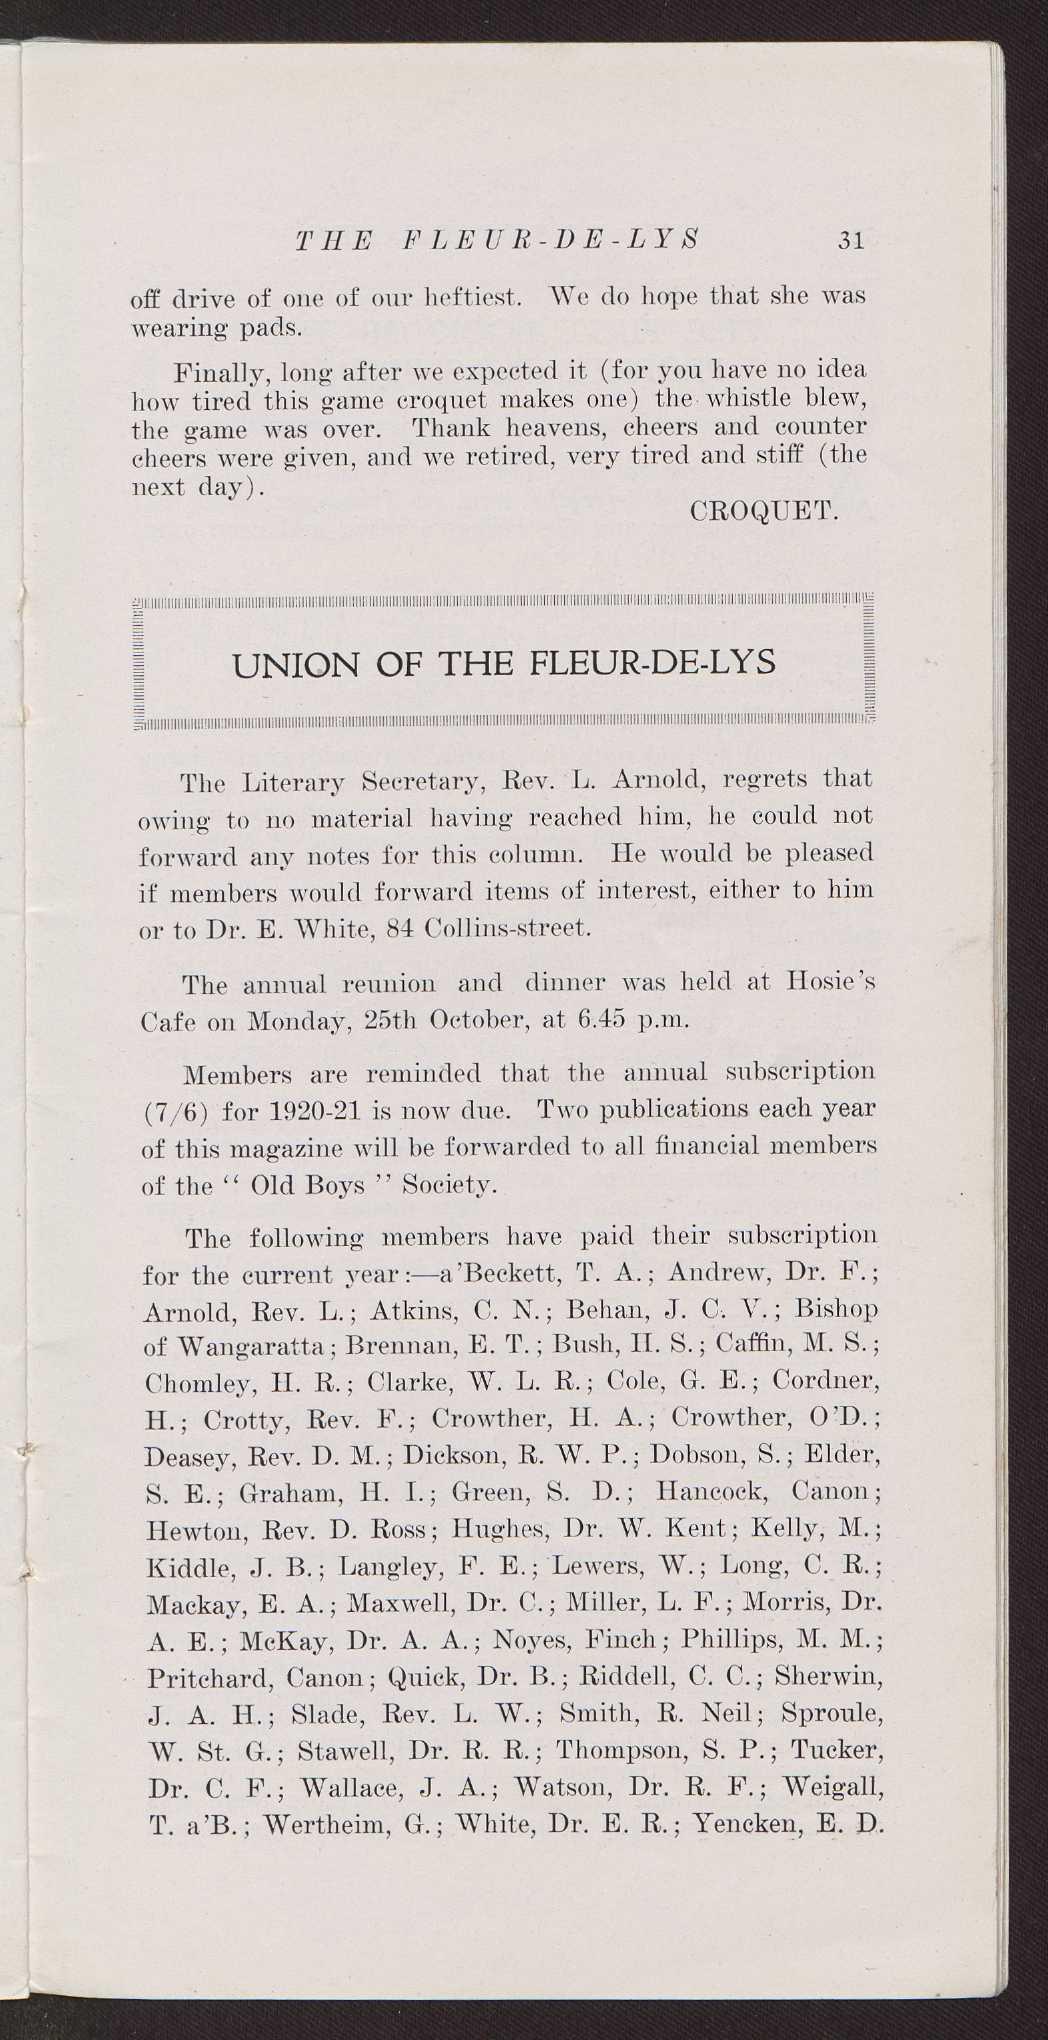 THE FLEUR-DE-LYS 31
off drive of one of our heftiest. We do hope that she was
wearing pads.
Finally, long after we expected it (for you have no idea
how tired this game croquet makes one) the whistle blew,
the game was over. Thank heavens, cheers and counter
cheers were given, and we retired, very tired and stiff (the
next day).
CROQUET.
UNION OF THE FLEUR-DE-LYS
The Literary Secretary, Rev. L. Arnold, regrets that
owing to no material having reached him, he could not
forward any notes for this column. He would be pleased
if members would forward items of interest, either to him
or to Dr. E. White, 84 Collins-street.
The annual reunion and dinner was held at Hosie's
Cafe on Monday, 25th October, at 6.45 p.m.
Members are reminded that the annual subscription
(7/6) for 1920-21 is now due. Two publications each year
of this magazine will be forwarded to all financial members
of the " Old Boys " Society.
The following members have paid their subscription
for the current year:—a'Beckett, T. A.; Andrew, Dr. F.;
Arnold, Rev. L.; Atkins, C. N.; Behan, J. C. V.; Bishop
of Wangaratta; Brennan, E. T.; Bush, H. S.; Caffin, M. S.;
Chomley, H. R.; Clarke, W. L. R.; Cole, G. E.; Cordner,
H.; Crotty, Rev. F.; Crowther, H. A.; Crowther, O'D.;
Deasey, Rev. D. M.; Dickson, R. W. P.; Dobson, S.; Elder,
S. E.; Graham, H. I.; Green, S. D.; Hancock, Canon;
Hewton, Rev. D. Ross; Hughes, Dr. W. Kent; Kelly, M.;
Kiddle, J. B.; Langley, F. E.; Lewers, W.; Long, C. R.;
Mackay, E. A.; Maxwell, Dr. C.; Miller, L. F.; Morris, Dr.
A. E.; McKay, Dr. A. A.; Noyes, Finch; Phillips, M. M.;
Pritchard, Canon; Quick, Dr. B.; Riddell, C. C.; Sherwin,
J. A. H.; Slade, Rev. L. W.; Smith, R. Neil; Sproule,
W. St. G.; Stawell, Dr. R. R.; Thompson, S. P.; Tucker,
Dr. C. F.; Wallace, J. A.; Watson, Dr. R. F.; Weigall,
T. a'B.; Wertheim, G.; White, Dr. E. R.; Yencken, E. D.